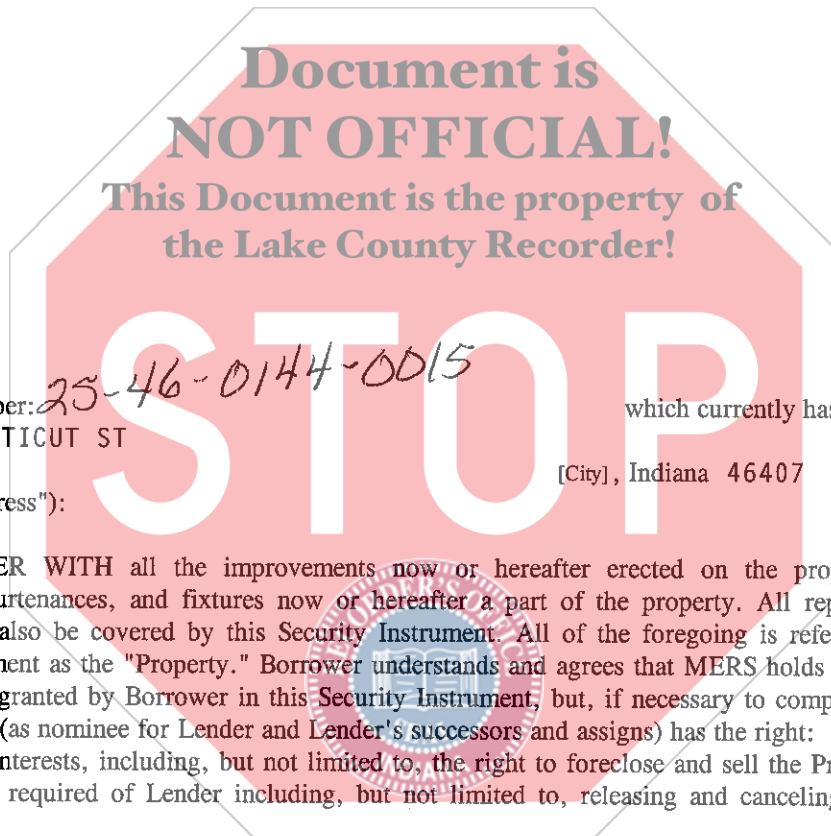 Document is
NOT OFFICIAL!
This Document is the property of
the Lake County Recorder!
STOP
ber: 25-46-0144-0015 which currently has
TICUT ST
[City], Indiana 46407
ress"):
ER WITH all the improvements now or hereafter erected on the pro
urtenances, and fixtures now or hereafter a part of the property. All rep
also be covered by this Security Instrument. All of the foregoing is refe
nent as the "Property." Borrower understands and agrees that MERS holds
granted by Borrower in this Security Instrument, but, if necessary to comp
(as nominee for Lender and Lender's successors and assigns) has the right:
nterests, including, but not limited to, the right to foreclose and sell the Pr
required of Lender including, but not limited to, releasing and canceling